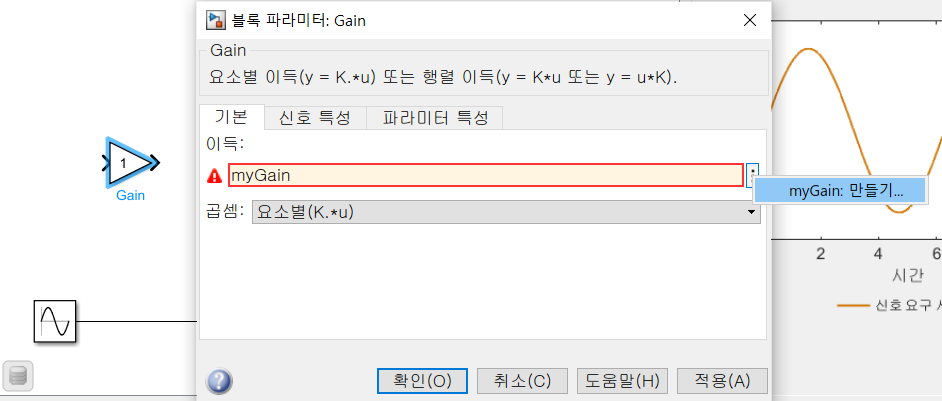 블록 파라미터: Gain
Gain
요소별 이득(y = K.*u) 또는 행렬 이득(y = K*u 또는 y = u*K).
기본
신호 특성
파라미터 특성
이득:
myGain
myGain: 만들기...
곱셈:
요소별(K.*u)
1
Gain
2
4
6
시간
신호 요구
확인(O)
취소(C)
도움말(H)
적용(A)